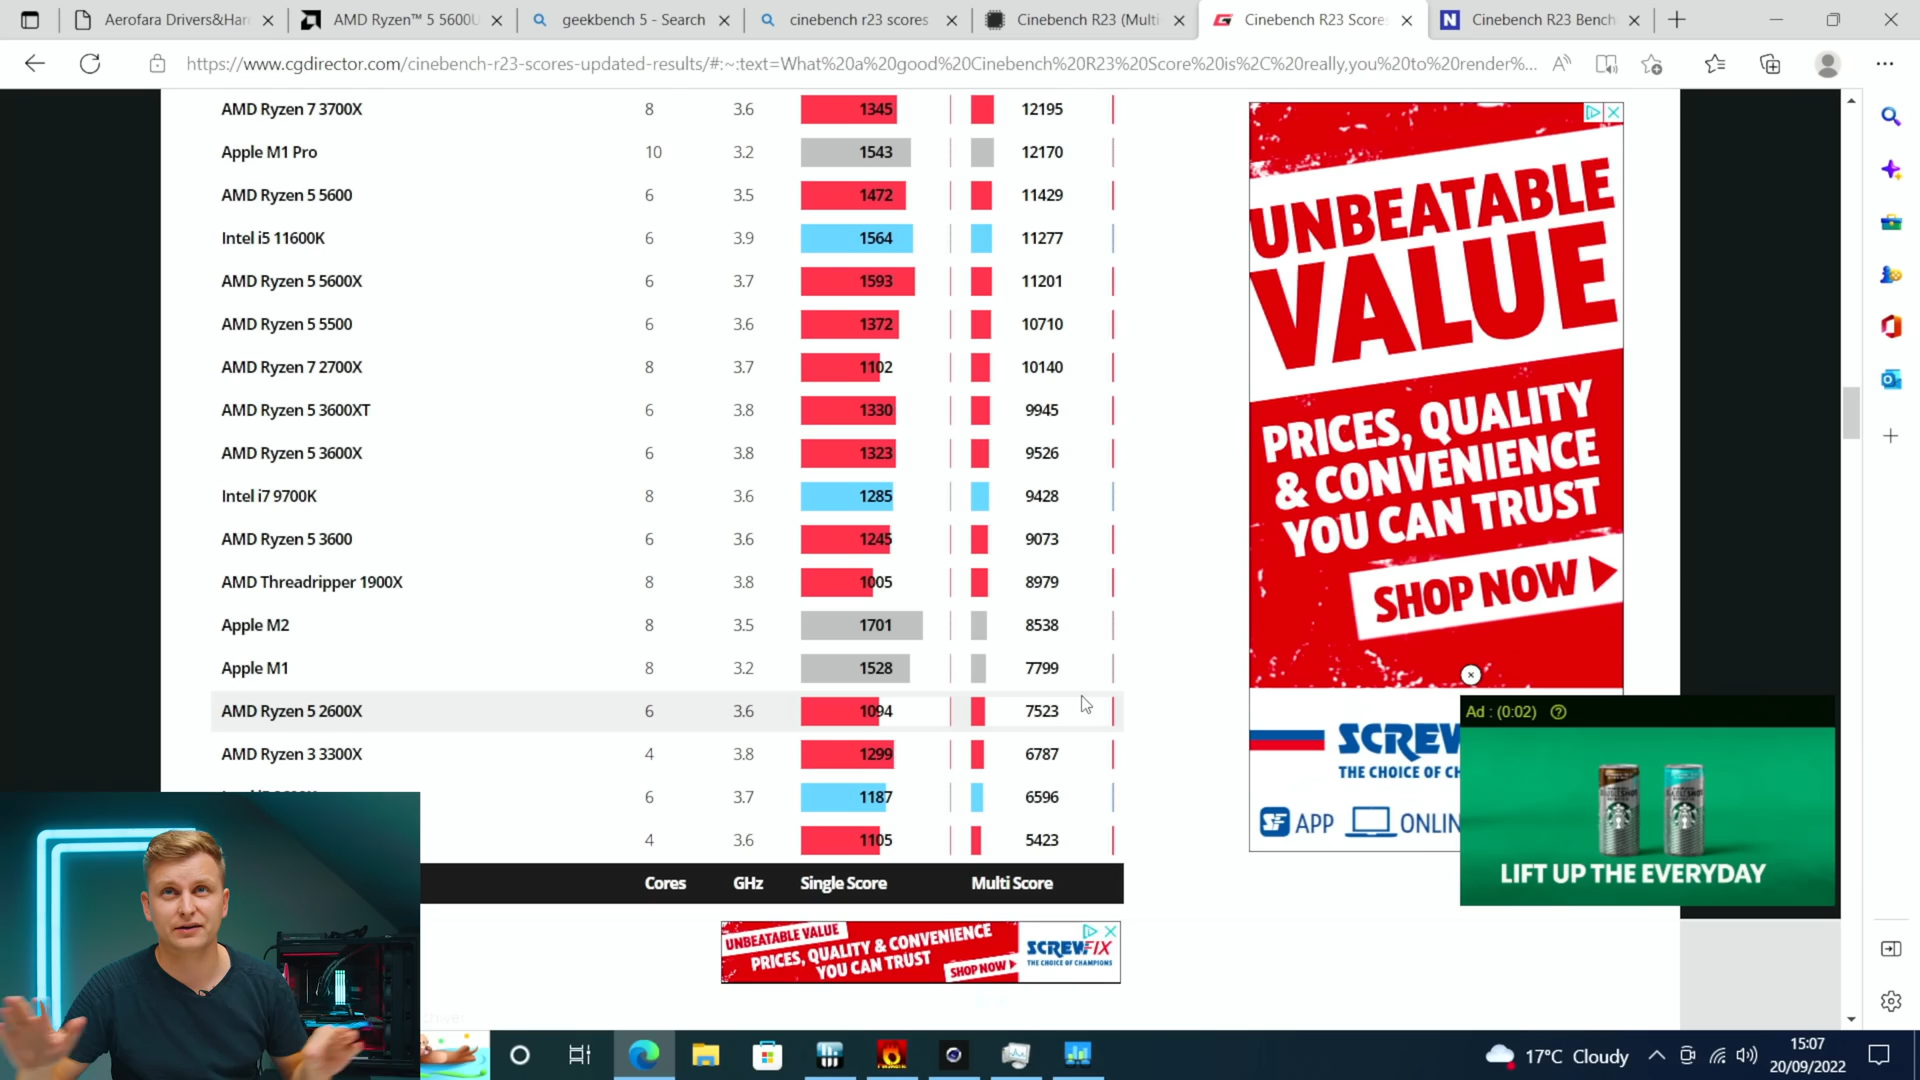 Aerofara Drivers&Har
AMD Ryzen™ 5 5600U
geekbench 5 - Search
cinebench r23 scores
Cinebench R23 (Multi
Cinebench R23 Score
Cinebench R23 Bench
https://www.cgdirector.com/cinebench-r23-scores-updated-results/#:~:text=What%20a%20good%20Cinebench%20R23%20Score%20is%2C%20really,you%20to%20render%...
AMD Ryzen 7 3700X 8 3.6 1345 12195
Apple M1 Pro 10 3.2 1543 12170
AMD Ryzen 5 5600 6 3.5 1472 11429
Intel i5 11600K 6 3.9 1564 11277
AMD Ryzen 5 5600X 6 3.7 1593 11201
AMD Ryzen 5 5500 6 3.6 1372 10710
AMD Ryzen 7 2700X 8 3.7 1102 10140
AMD Ryzen 5 3600XT 6 3.8 1330 9945
AMD Ryzen 5 3600X 6 3.8 1323 9526
Intel i7 9700K 8 3.6 1285 9428
AMD Ryzen 5 3600 6 3.6 1245 9073
AMD Threadripper 1900X 8 3.8 1005 8979
Apple M2 8 3.5 1701 8538
Apple M1 8 3.2 1528 7799
AMD Ryzen 5 2600X 6 3.6 1094 7523
AMD Ryzen 3 3300X 4 3.8 1299 6787
6 3.7 1187 6596
4 3.6 1105 5423
Cores GHz Single Score Multi Score
UNBEATABLE
VALUE
PRICES, QUALITY
& CONVENIENCE
YOU CAN TRUST
SHOP NOW
SCREW
THE CHOICE OF CH
SF APP ONLIN
Ad : (0:02)
LIFT UP THE EVERYDAY
UNBEATABLE VALUE
PRICES, QUALITY & CONVENIENCE
YOU CAN TRUST
SHOP NOW
SCREWFIX
THE CHOICE OF CHAMPIONS
17°C Cloudy
15:07
20/09/2022